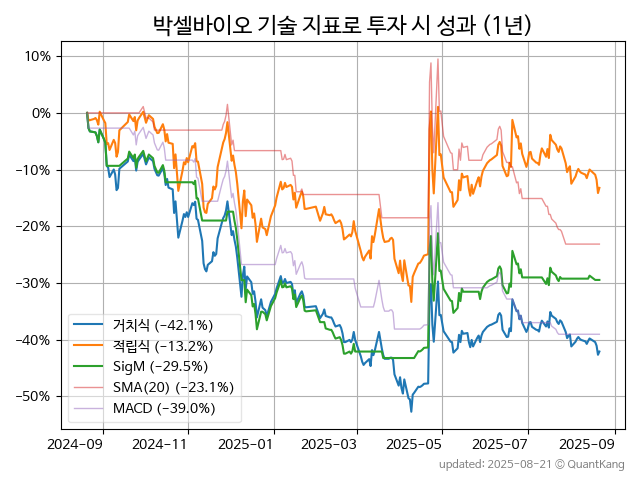 박셀바이오 기술 지표로 투자 시 성과 (1년)
10%
0%
−10%
−20%
−30%
−40%
−50%
거치식 (−42.1%)
적립식 (−13.2%)
SigM (−29.5%)
SMA(20) (−23.1%)
MACD (−39.0%)
2024-09 2024-11 2025-01 2025-03 2025-05 2025-07 2025-09
updated: 2025-08-21 © QuantKang